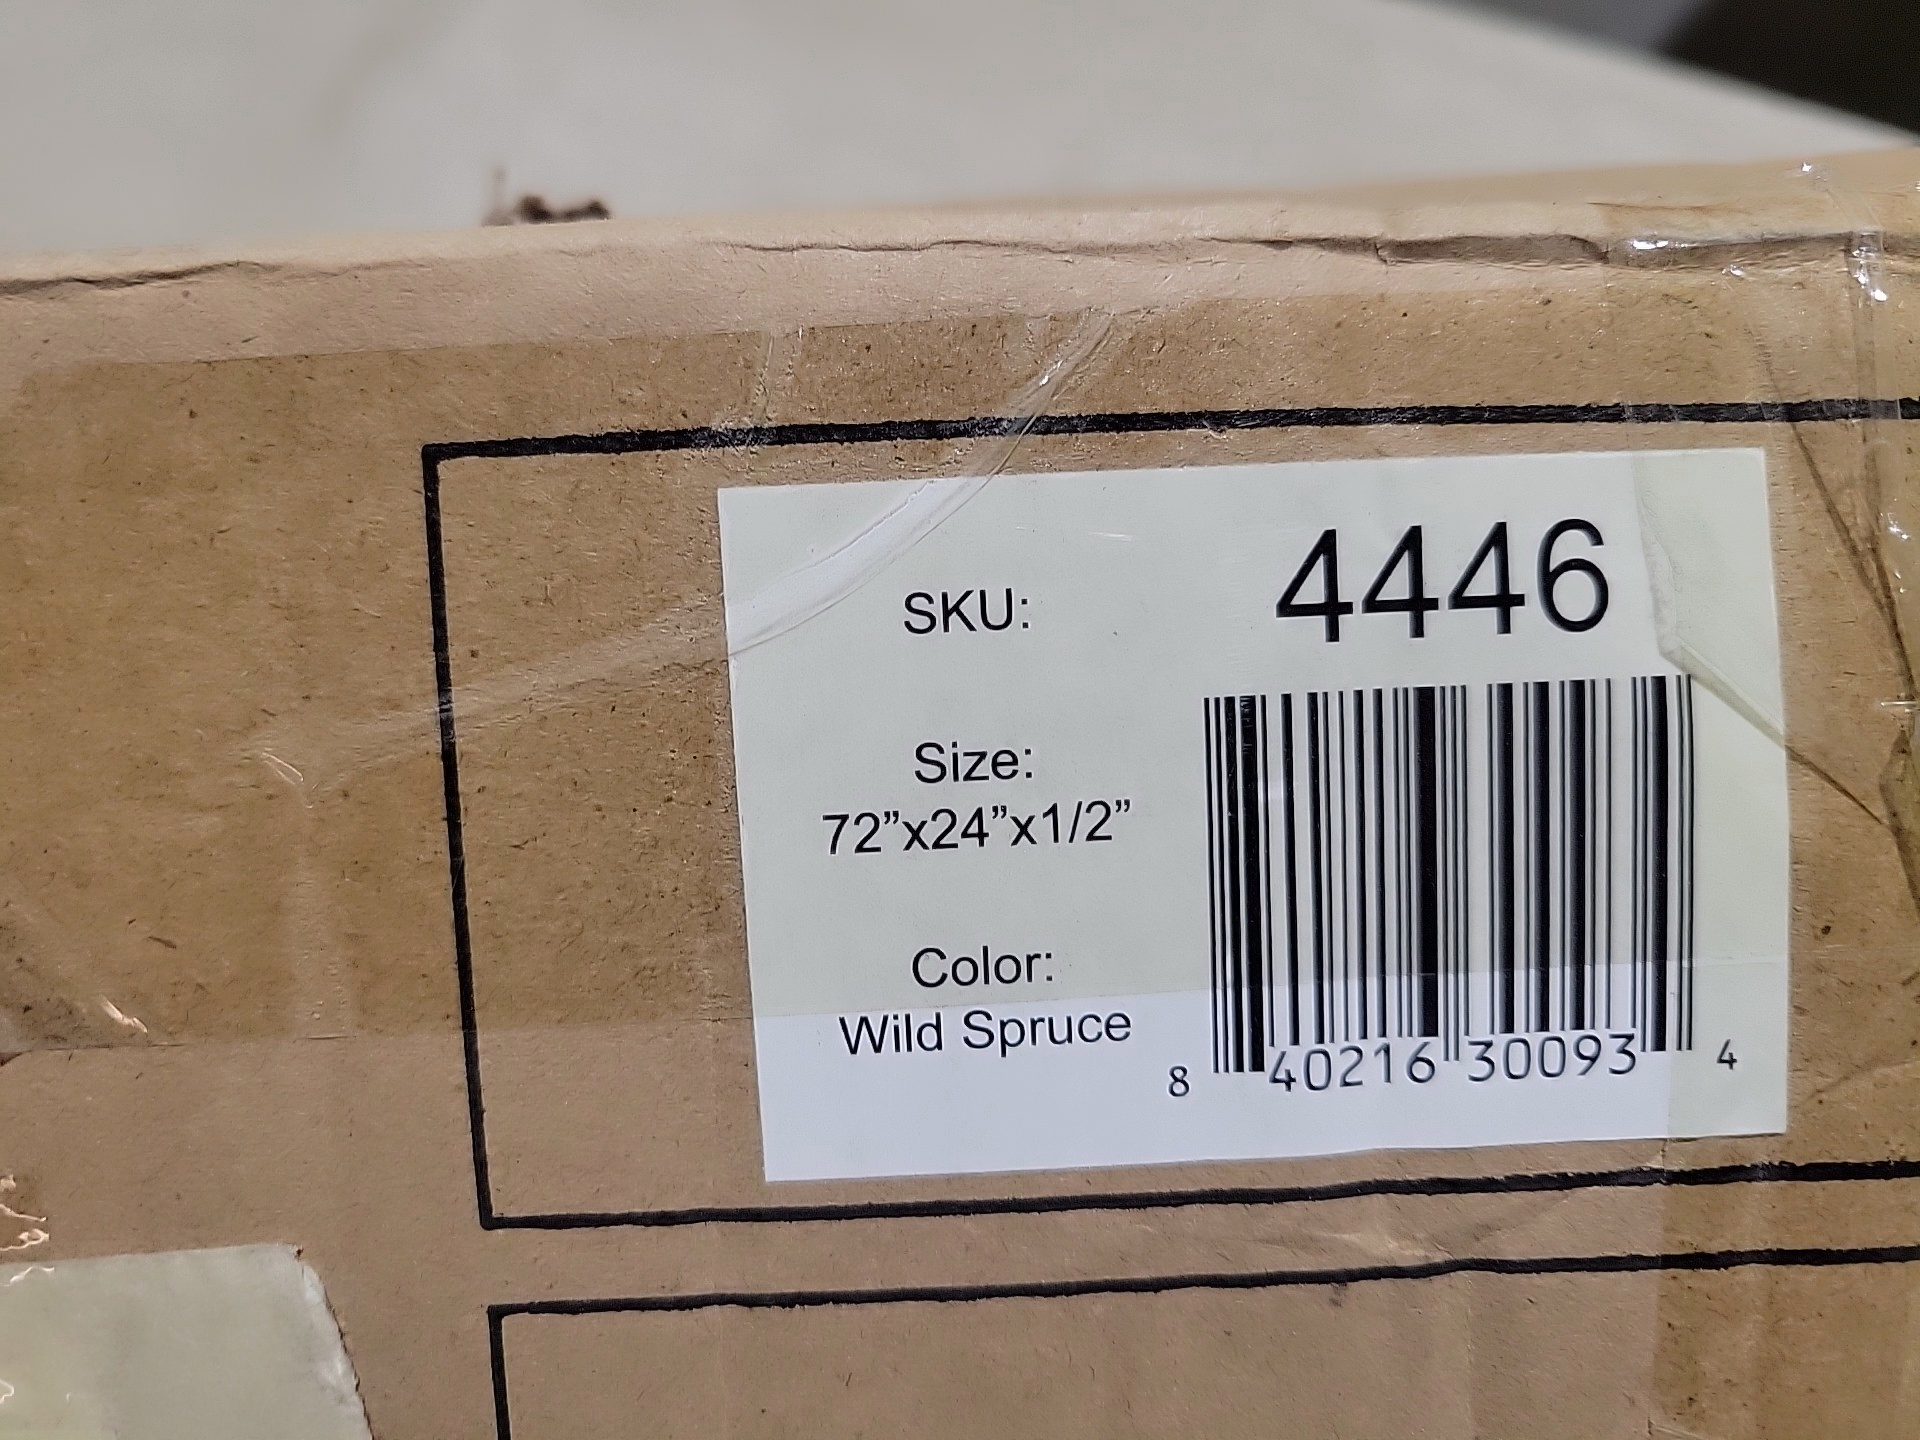 SKU: 4446
Size:
72”x24”x1/2”
Color:
Wild Spruce
8 40216 30093 4